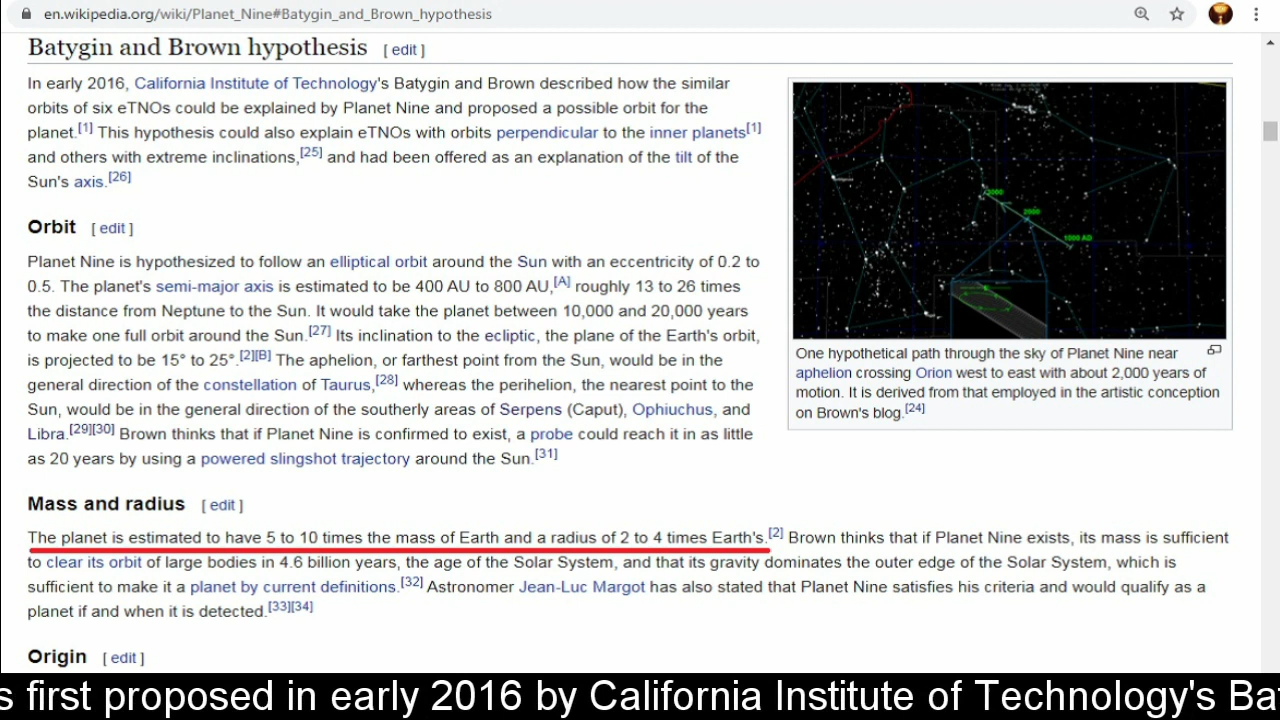 en.wikipedia.org/wiki/Planet_Nine#Batygin_and_Brown_hypothesis
Batygin and Brown hypothesis [ edit ]
In early 2016, California Institute of Technology's Batygin and Brown described how the similar
orbits of six eTNOs could be explained by Planet Nine and proposed a possible orbit for the
planet.[1] This hypothesis could also explain eTNOs with orbits perpendicular to the inner planets[1]
and others with extreme inclinations,[25] and had been offered as an explanation of the tilt of the
Sun's axis.[26]
Orbit [ edit ]
Planet Nine is hypothesized to follow an elliptical orbit around the Sun with an eccentricity of 0.2 to
0.5. The planet's semi-major axis is estimated to be 400 AU to 800 AU,[A] roughly 13 to 26 times
the distance from Neptune to the Sun. It would take the planet between 10,000 and 20,000 years
to make one full orbit around the Sun.[27] Its inclination to the ecliptic, the plane of the Earth's orbit,
is projected to be 15° to 25°.[2][B] The aphelion, or farthest point from the Sun, would be in the
general direction of the constellation of Taurus,[28] whereas the perihelion, the nearest point to the
Sun, would be in the general direction of the southerly areas of Serpens (Caput), Ophiuchus, and
Libra.[29][30] Brown thinks that if Planet Nine is confirmed to exist, a probe could reach it in as little
as 20 years by using a powered slingshot trajectory around the Sun.[31]
3000
2000
1000 AD
One hypothetical path through the sky of Planet Nine near
aphelion crossing Orion west to east with about 2,000 years of
motion. It is derived from that employed in the artistic conception
on Brown's blog.[24]
Mass and radius [ edit ]
The planet is estimated to have 5 to 10 times the mass of Earth and a radius of 2 to 4 times Earth's.[2] Brown thinks that if Planet Nine exists, its mass is sufficient
to clear its orbit of large bodies in 4.6 billion years, the age of the Solar System, and that its gravity dominates the outer edge of the Solar System, which is
sufficient to make it a planet by current definitions.[32] Astronomer Jean-Luc Margot has also stated that Planet Nine satisfies his criteria and would qualify as a
planet if and when it is detected.[33][34]
Origin [ edit ]
s first proposed in early 2016 by California Institute of Technology's Ba